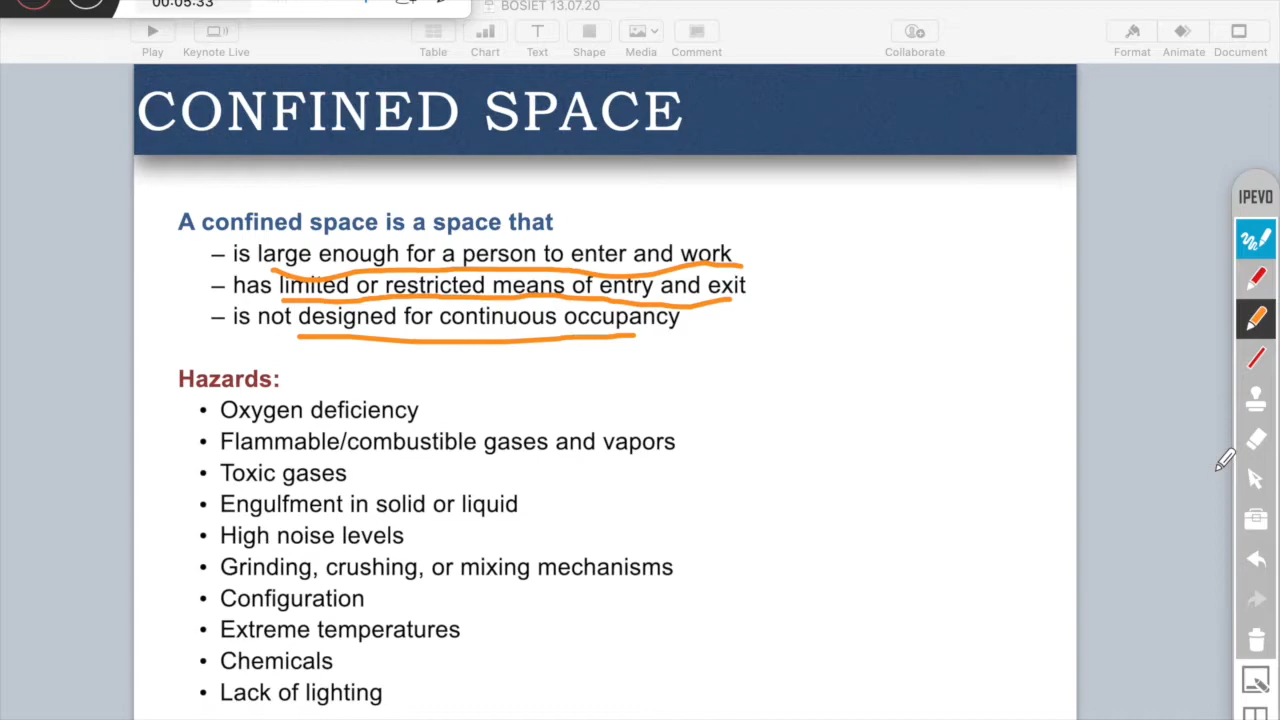 00:05:33
BOSIET 13.07.20
Play
Keynote Live
Table
Chart
Text
Shape
Media
Comment
Collaborate
Format
Animate
Document
CONFINED SPACE
IPEVO
A confined space is a space that
– is large enough for a person to enter and work
– has limited or restricted means of entry and exit
– is not designed for continuous occupancy
Hazards:
• Oxygen deficiency
• Flammable/combustible gases and vapors
• Toxic gases
• Engulfment in solid or liquid
• High noise levels
• Grinding, crushing, or mixing mechanisms
• Configuration
• Extreme temperatures
• Chemicals
• Lack of lighting